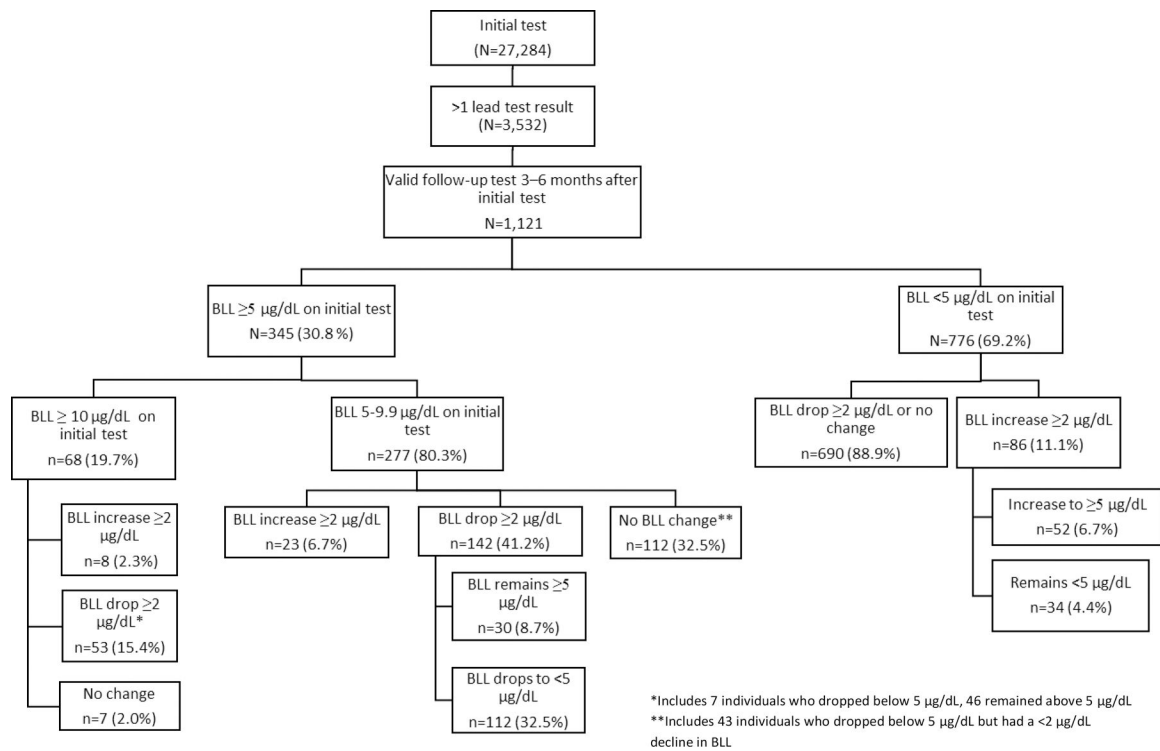 Initial test
(N=27,284)
>1 lead test result
(N=3,532)
Valid follow-up test 3–6 months after
initial test
N=1,121
BLL ≥5 µg/dL on initial test
N=345 (30.8 %)
BLL <5 µg/dL on initial
test
N=776 (69.2%)
BLL ≥ 10 µg/dL on
initial test
n=68 (19.7%)
BLL 5-9.9 µg/dL on initial
test
n=277 (80.3%)
BLL drop ≥2 µg/dL or no
change
n=690 (88.9%)
BLL increase ≥2 µg/dL
n=86 (11.1%)
BLL increase ≥2
µg/dL
n=8 (2.3%)
BLL drop ≥2
µg/dL*
n=53 (15.4%)
No change
n=7 (2.0%)
BLL increase ≥2 µg/dL
n=23 (6.7%)
BLL drop ≥2 µg/dL
n=142 (41.2%)
No BLL change**
n=112 (32.5%)
BLL remains ≥5
µg/dL
n=30 (8.7%)
BLL drops to <5
µg/dL
n=112 (32.5%)
Increase to ≥5 µg/dL
n=52 (6.7%)
Remains <5 µg/dL
n=34 (4.4%)
*Includes 7 individuals who dropped below 5 µg/dL, 46 remained above 5 µg/dL
**Includes 43 individuals who dropped below 5 µg/dL but had a <2 µg/dL
decline in BLL